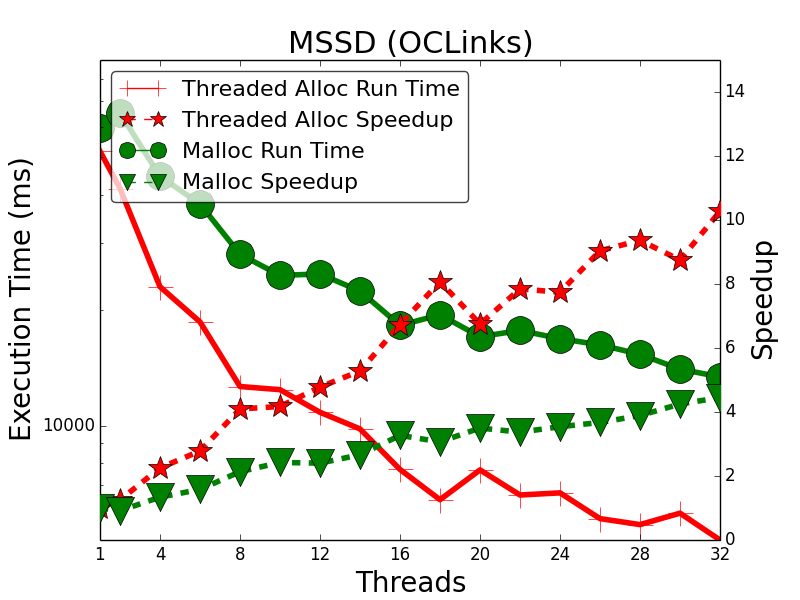 MSSD (OCLinks)
Threaded Alloc Run Time
Threaded Alloc Speedup
Malloc Run Time
Malloc Speedup
Execution Time (ms)
10000
14
12
10
8
6
4
2
0
Speedup
1 4 8 12 16 20 24 28 32
Threads